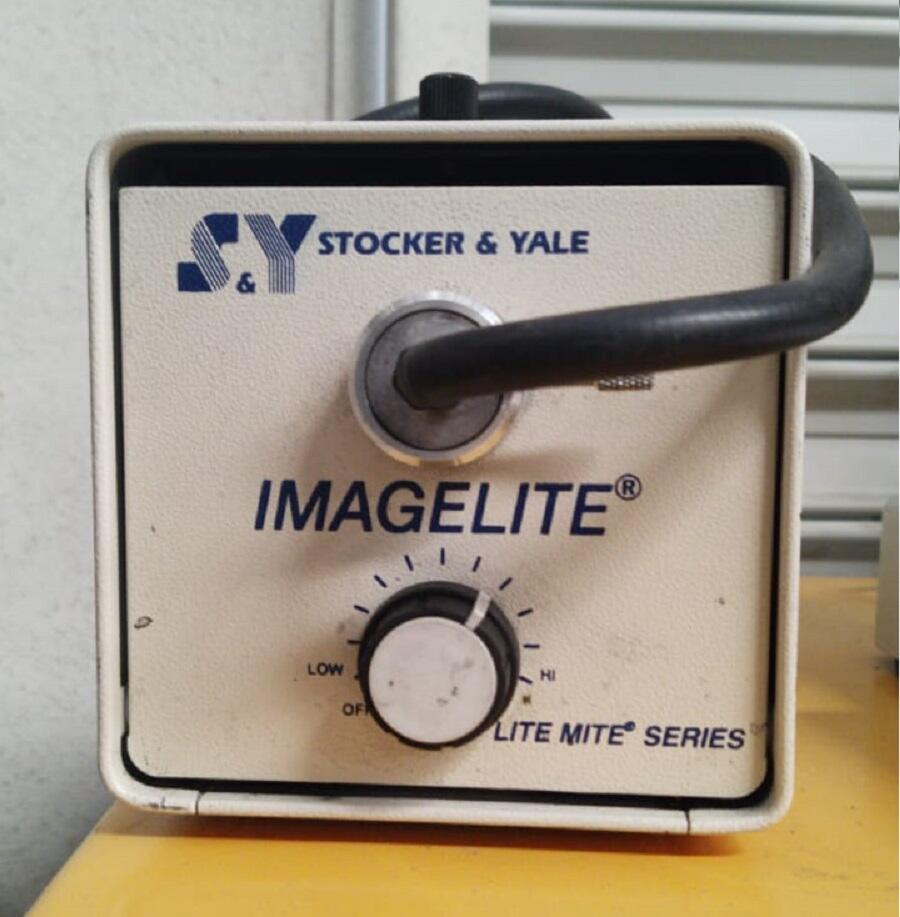 S&Y STOCKER & YALE
IMAGELITE®
LOW
HI
OFF
LITE MITE® SERIES